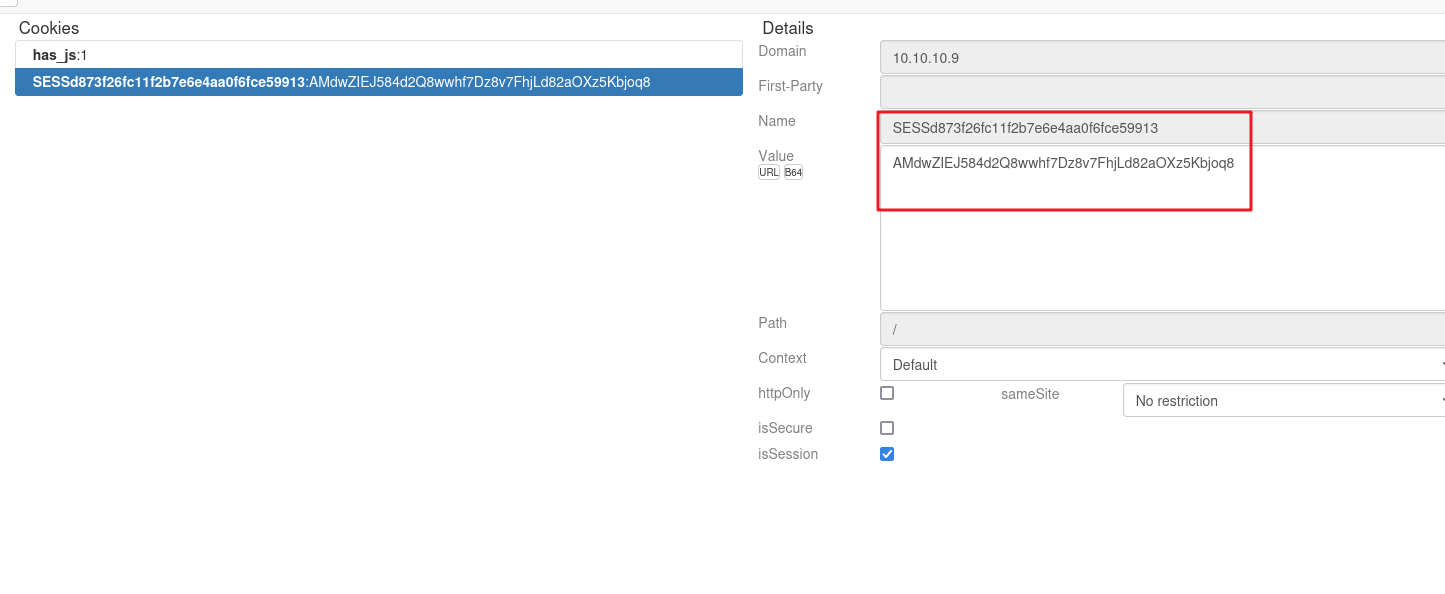 Cookies
has_js:1
SESSd873f26fc11f2b7e6e4aa0f6fce59913:AMdwZIEJ584d2Q8wwhf7Dz8v7FhjLd82aOXz5Kbjoq8
Details
Domain
10.10.10.9
First-Party
Name
SESSd873f26fc11f2b7e6e4aa0f6fce59913
Value
URL B64
AMdwZIEJ584d2Q8wwhf7Dz8v7FhjLd82aOXz5Kbjoq8
Path
/
Context
Default
httpOnly
sameSite
No restriction
isSecure
isSession